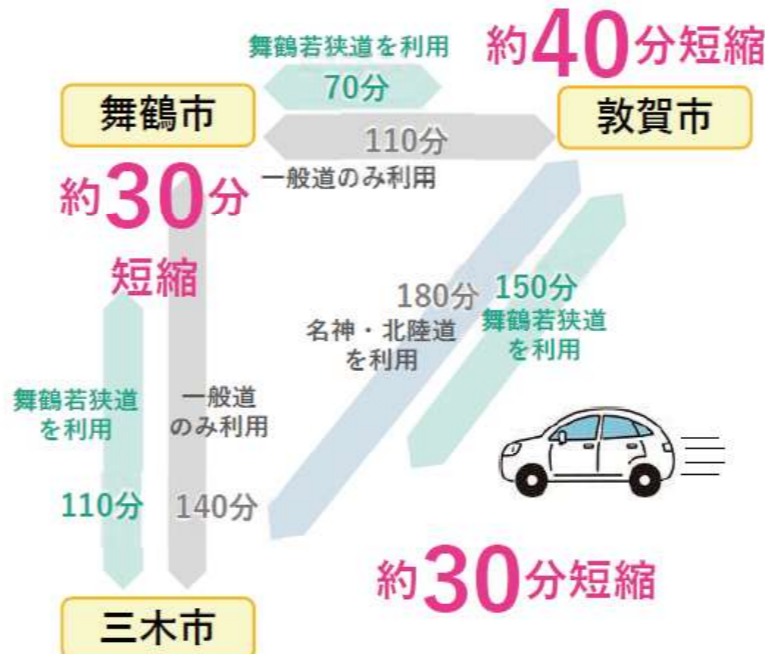 舞鶴若狭道を利用
70分
約40分短縮
舞鶴市
敦賀市
110分
一般道のみ利用
約30分
短縮
180分
名神・北陸道
を利用
150分
舞鶴若狭道
を利用
舞鶴若狭道
を利用
110分
一般道
のみ利用
140分
約30分短縮
三木市